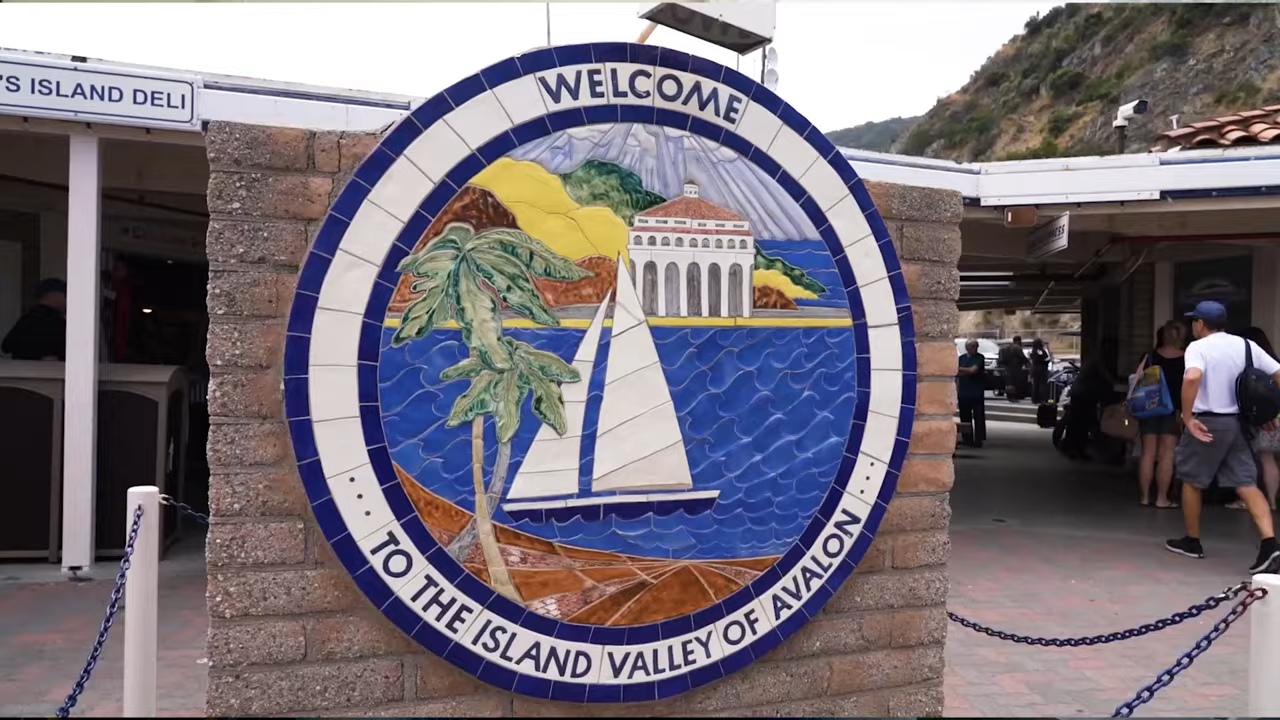 'S ISLAND DELI
WELCOME
TO THE ISLAND VALLEY OF AVALON